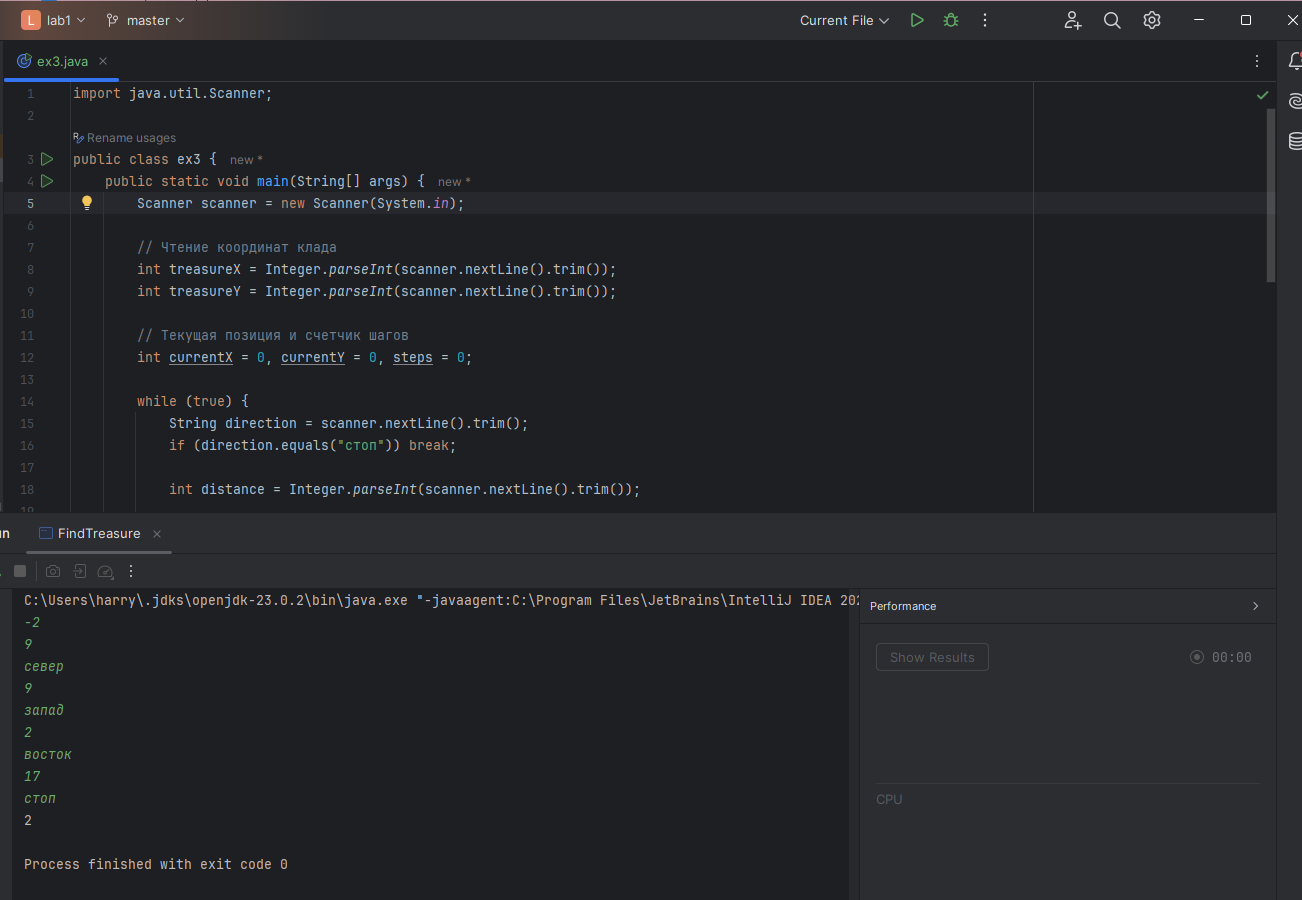 L lab1 master Current File
ex3.java
1 import java.util.Scanner;
2
Rename usages
3 public class ex3 { new *
4 public static void main(String[] args) { new *
5 Scanner scanner = new Scanner(System.in);
6
7 // Чтение координат клада
8 int treasureX = Integer.parseInt(scanner.nextLine().trim());
9 int treasureY = Integer.parseInt(scanner.nextLine().trim());
10
11 // Текущая позиция и счетчик шагов
12 int currentX = 0, currentY = 0, steps = 0;
13
14 while (true) {
15 String direction = scanner.nextLine().trim();
16 if (direction.equals("стоп")) break;
17
18 int distance = Integer.parseInt(scanner.nextLine().trim());
19
FindTreasure
C:\Users\harry\.jdks\openjdk-23.0.2\bin\java.exe "-javaagent:C:\Program Files\JetBrains\IntelliJ IDEA 202
-2
9
север
9
запад
2
восток
17
стоп
2
Process finished with exit code 0
Performance
Show Results 00:00
CPU